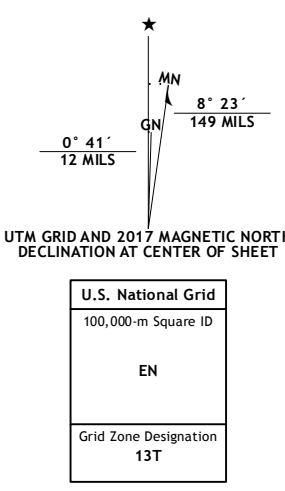 MN
8° 23´
149 MILS
GN
0° 41´
12 MILS
UTM GRID AND 2017 MAGNETIC NORTH
DECLINATION AT CENTER OF SHEET
U.S. National Grid
100,000-m Square ID
EN
Grid Zone Designation
13T